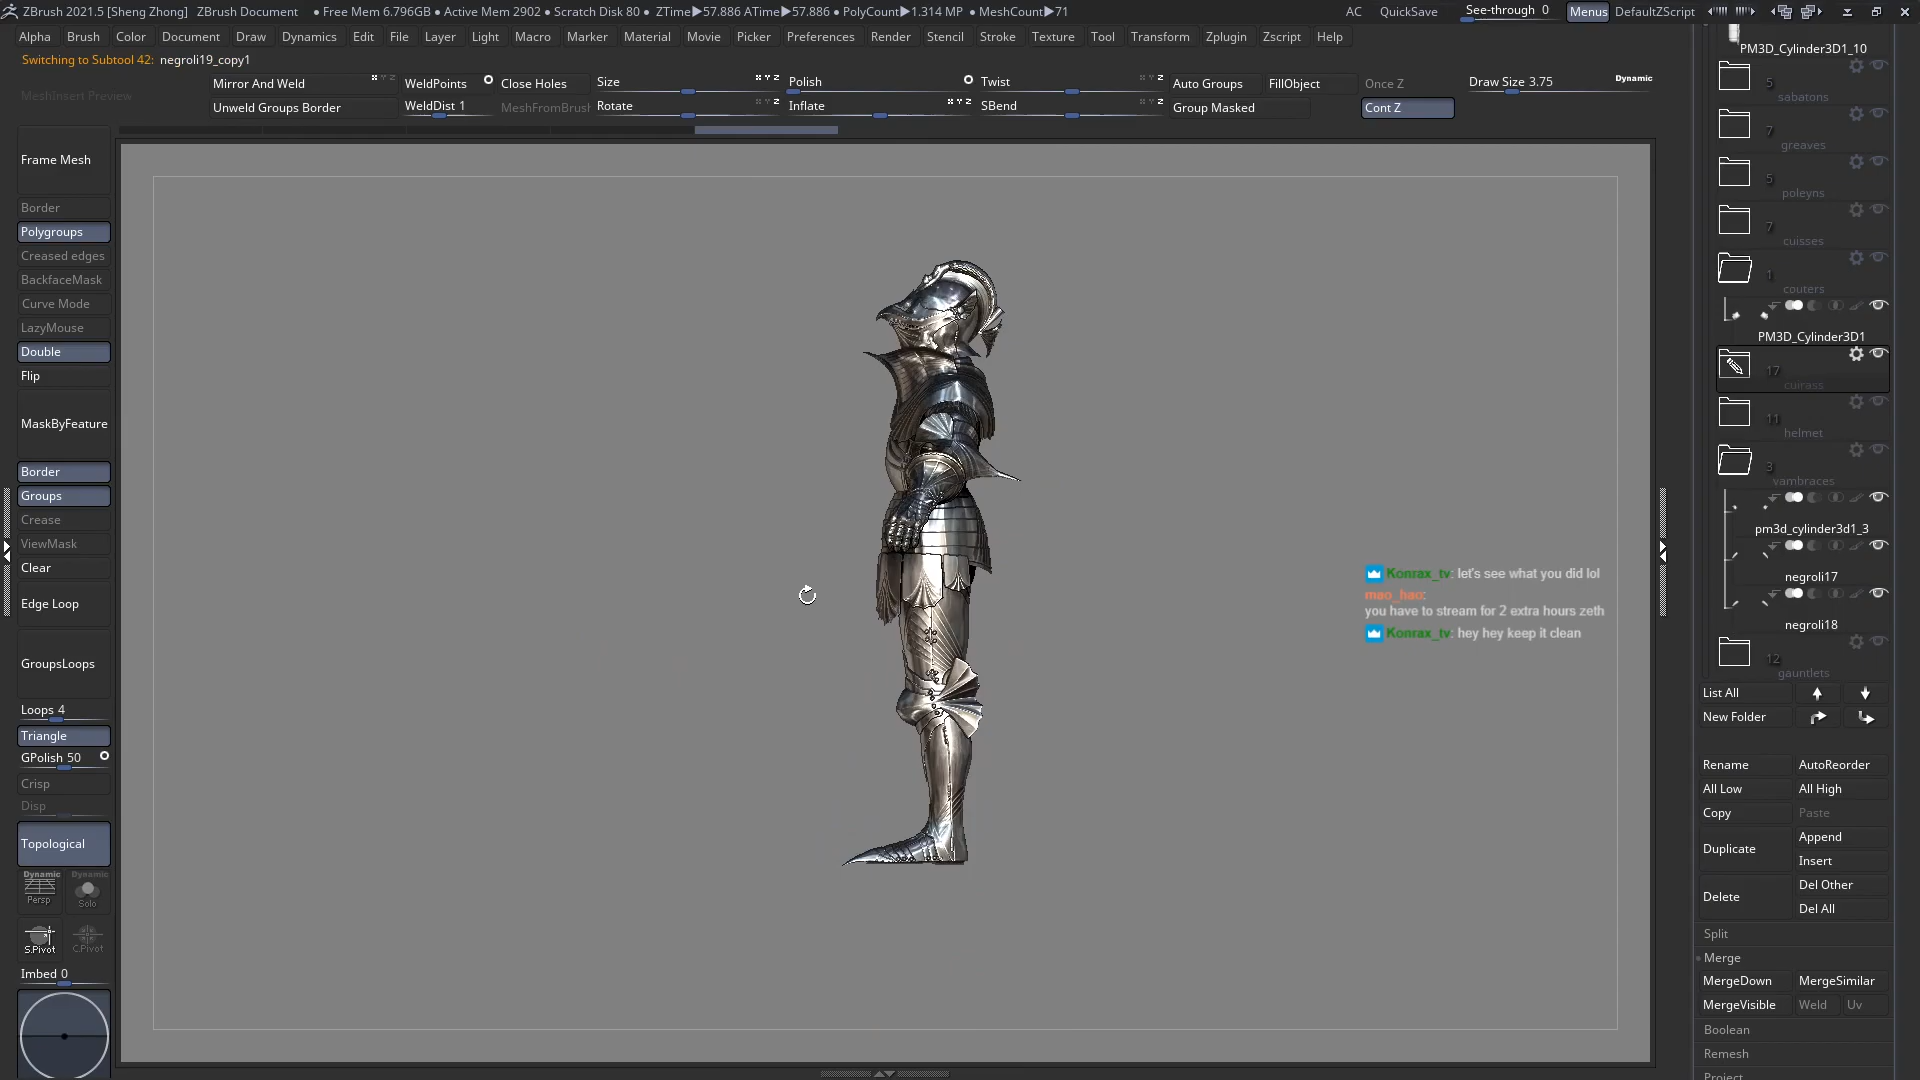 ZBrush 2021.5 [Sheng Zhong] ZBrush Document • Free Mem 6.796GB • Active Mem 2902 • Scratch Disk 80 • ZTime▶57.886 ATime▶57.886 • PolyCount▶1.314 MP • MeshCount▶71 AC QuickSave See-through 0 Menus DefaultZScript
Alpha Brush Color Document Draw Dynamics Edit File Layer Light Macro Marker Material Movie Picker Preferences Render Stencil Stroke Texture Tool Transform Zplugin Zscript Help
Switching to Subtool 42: negroli19_copy1
MeshInsert Preview
Mirror And Weld WeldPoints Close Holes Size Polish Twist Auto Groups FillObject Once Z Draw Size 3.75 Dynamic
Unweld Groups Border WeldDist 1 MeshFromBrush Rotate Inflate SBend Group Masked Cont Z
Frame Mesh
Border
Polygroups
Creased edges
BackfaceMask
Curve Mode
LazyMouse
Double
Flip
MaskByFeature
Border
Groups
Crease
ViewMask
Clear
Edge Loop
GroupsLoops
Loops 4
Triangle
GPolish 50
Crisp
Disp
Topological
Dynamic Dynamic
Persp Solo
S.Pivot C.Pivot
Imbed 0
Konrax_tv: let's see what you did lol
mao_hao:
you have to stream for 2 extra hours zeth
Konrax_tv: hey hey keep it clean
PM3D_Cylinder3D1_10
5
sabatons
7
greaves
5
poleyns
7
cuisses
1
couters
PM3D_Cylinder3D1
17
cuirass
11
helmet
3
vambraces
pm3d_cylinder3d1_3
negroli17
negroli18
12
gauntlets
List All
New Folder
Rename AutoReorder
All Low All High
Copy Paste
Duplicate Append
Insert
Delete Del Other
Del All
Split
Merge
MergeDown MergeSimilar
MergeVisible Weld Uv
Boolean
Remesh
Project